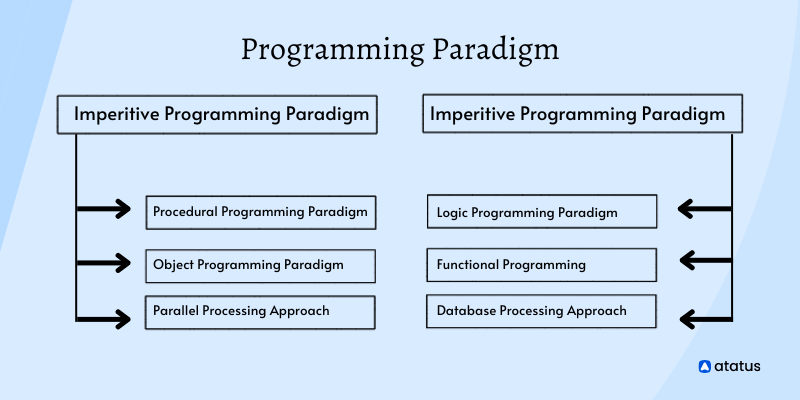 Programming Paradigm
Imperitive Programming Paradigm
Procedural Programming Paradigm
Object Programming Paradigm
Parallel Processing Approach
Imperitive Programming Paradigm
Logic Programming Paradigm
Functional Programming
Database Processing Approach
atatus